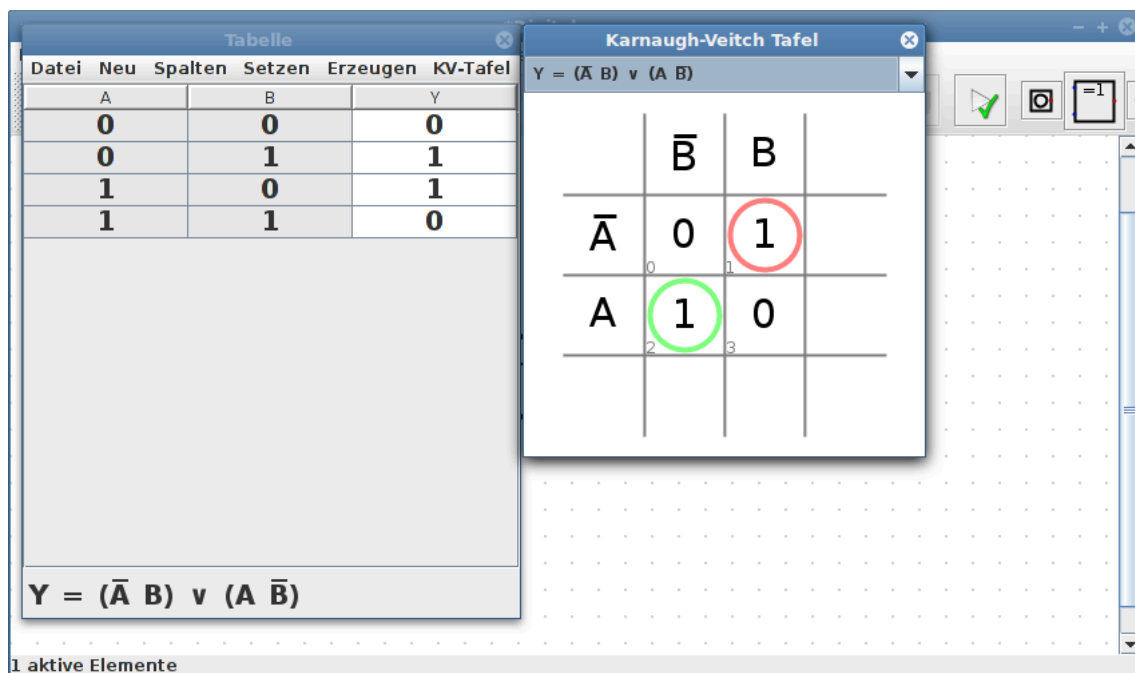 Tabelle
Datei Neu Spalten Setzen Erzeugen KV-Tafel
A B Y
0 0 0
0 1 1
1 0 1
1 1 0
Y = (A̅ B) ∨ (A B̅)
Karnaugh-Veitch Tafel
Y = (A̅ B) ∨ (A B̅)
B̅ B
A̅ 0 1
0 1
A 1 0
2 3
=1
1 aktive Elemente